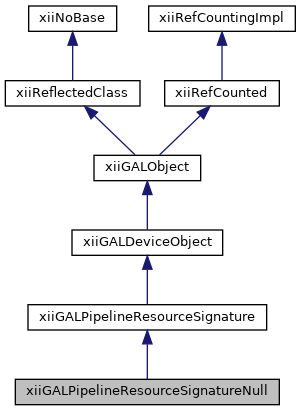 xiiNoBase
xiiRefCountingImpl
xiiReflectedClass
xiiRefCounted
xiiGALObject
xiiGALDeviceObject
xiiGALPipelineResourceSignature
xiiGALPipelineResourceSignatureNull